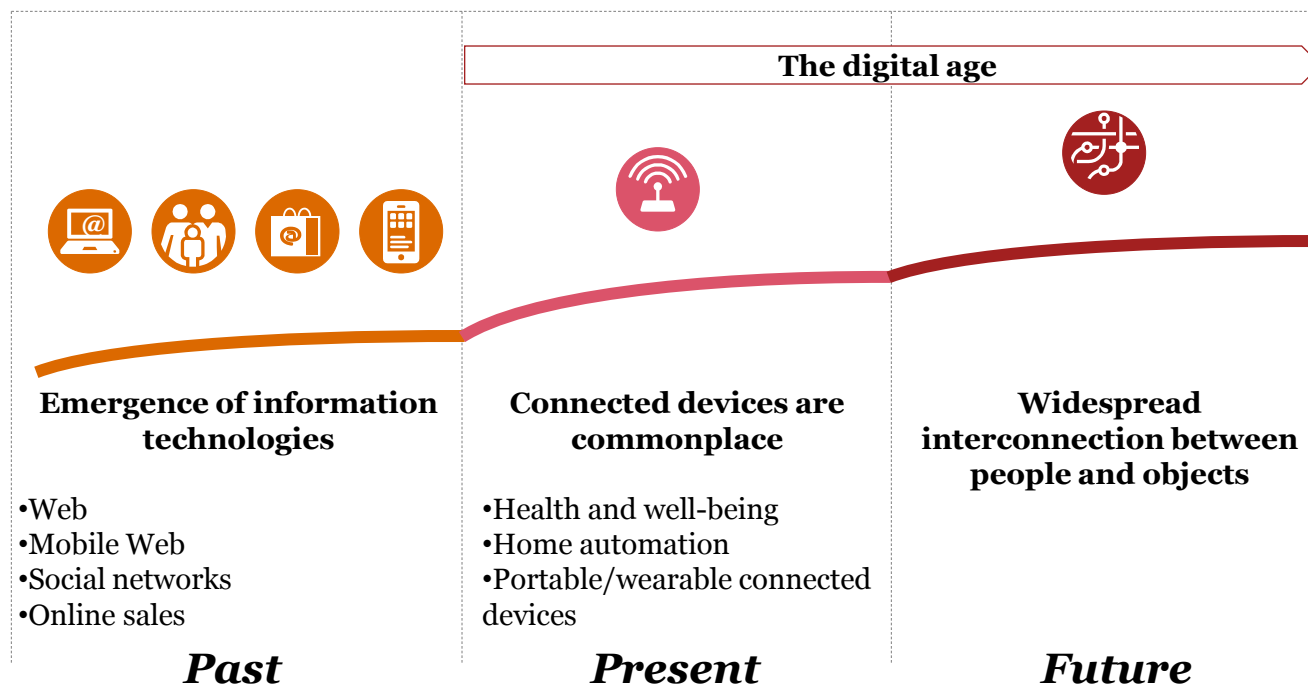 The digital age
@
@
Emergence of information
technologies
•Web
•Mobile Web
•Social networks
•Online sales
Past
Connected devices are
commonplace
•Health and well-being
•Home automation
•Portable/wearable connected
devices
Present
Widespread
interconnection between
people and objects
Future